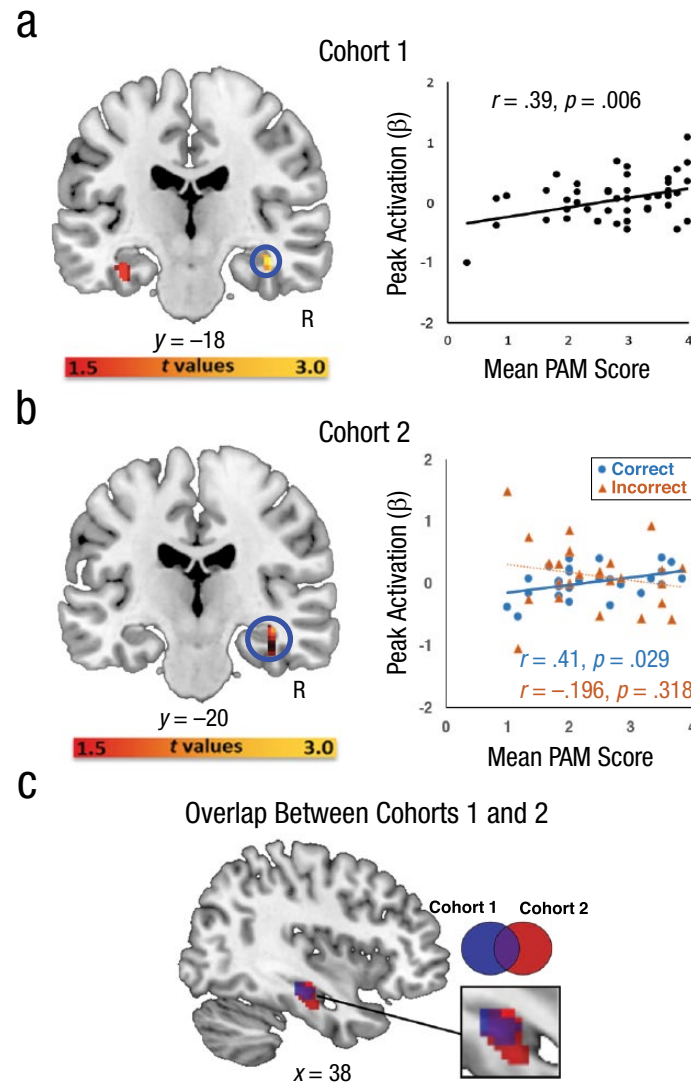 a
Cohort 1
R
y = –18
1.5 t values 3.0
2
1
0
-1
-2
Peak Activation (β)
r = .39, p = .006
0 1 2 3 4
Mean PAM Score
b
Cohort 2
R
y = –20
1.5 t values 3.0
2
1
0
-1
-2
Peak Activation (β)
Correct
Incorrect
r = .41, p = .029
r = –.196, p = .318
0 1 2 3 4
Mean PAM Score
c
Overlap Between Cohorts 1 and 2
Cohort 1 Cohort 2
x = 38